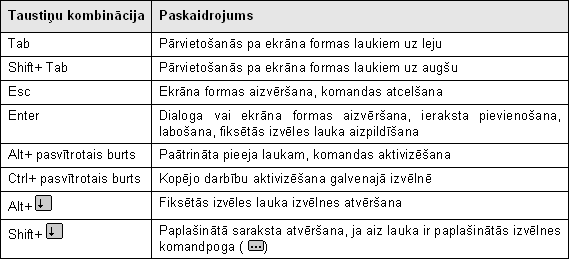 Taustiņu kombinācija Paskaidrojums
Tab Pārvietošanās pa ekrāna formas laukiem uz leju
Shift+ Tab Pārvietošanās pa ekrāna formas laukiem uz augšu
Esc Ekrāna formas aizvēršana, komandas atcelšana
Enter Dialoga vai ekrāna formas aizvēršana, ieraksta pievienošana,
labošana, fiksētās izvēles lauka aizpildīšana
Alt+ pasvītrotais burts Paātrināta pieeja laukam, komandas aktivizēšana
Ctrl+ pasvītrotais burts Kopējo darbību aktivizēšana galvenajā izvēlnē
Alt+ ↓ Fiksētās izvēles lauka izvēlnes atvēršana
Shift+ ↓ Paplašinātā saraksta atvēršana, ja aiz lauka ir paplašinātās izvēlnes
komandpoga ( ... )